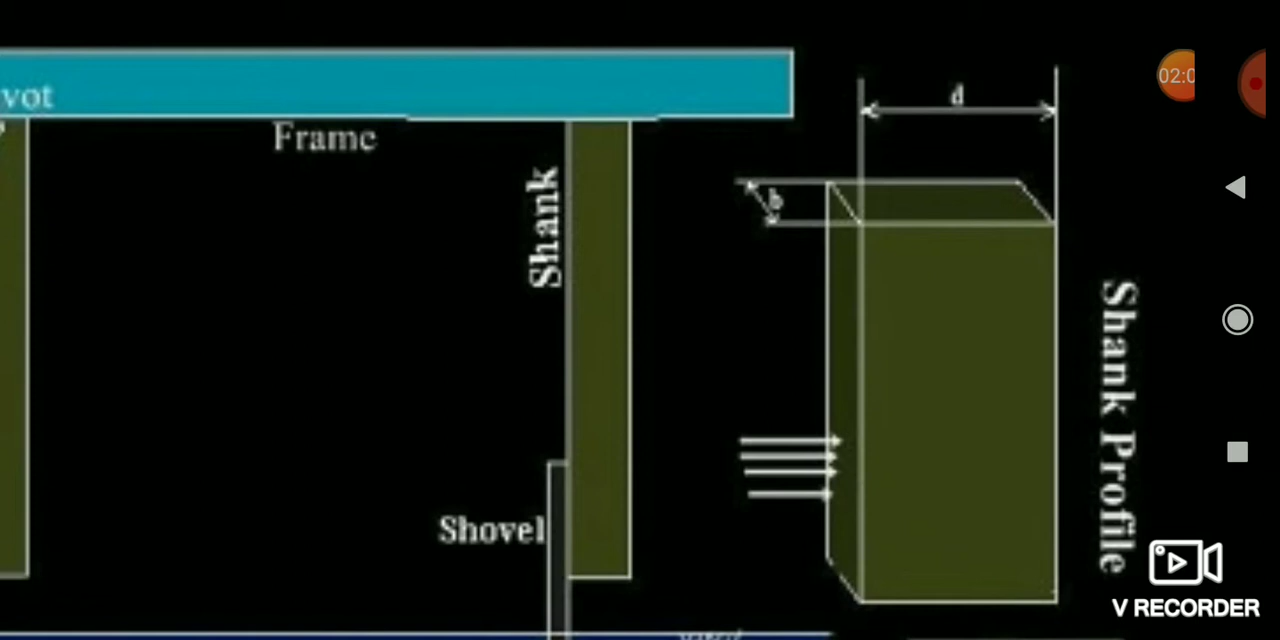 vot
Frame
Shank
Shovel
d
b
Shank Profile
02:0
V RECORDER